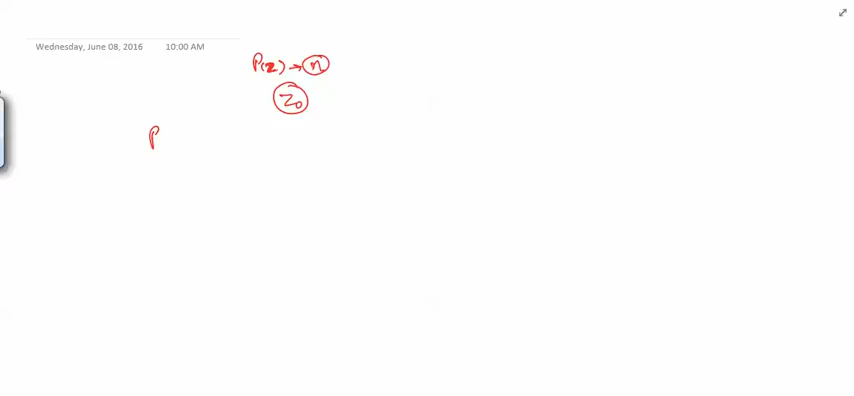 Wednesday, June 08, 2016 10:00 AM
P(z) → n
z₀
P